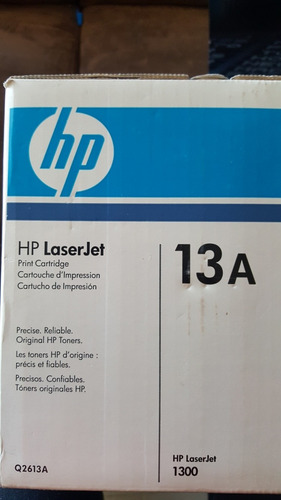 hp
HP LaserJet
Print Cartridge
Cartouche d'Impression
Cartucho de Impresión
13A
Precise. Reliable.
Original HP Toners.
Les toners HP d'origine :
précis et fiables.
Precisos. Confiables.
Tóners originales HP.
Q2613A
HP LaserJet
1300